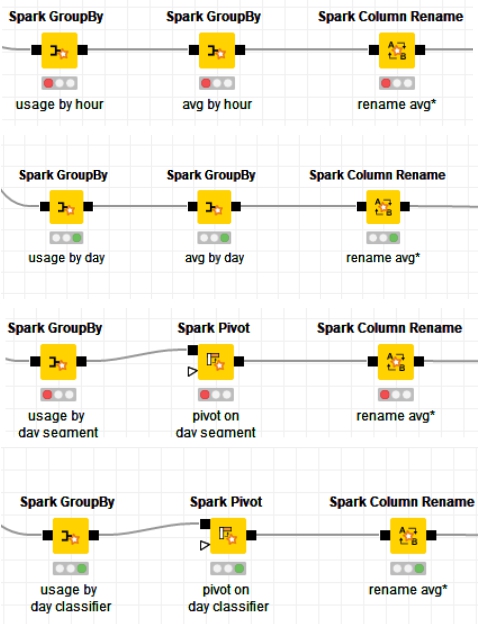 Spark GroupBy Spark GroupBy Spark Column Rename
usage by hour avg by hour rename avg*
Spark GroupBy Spark GroupBy Spark Column Rename
usage by day avg by day rename avg*
Spark GroupBy Spark Pivot Spark Column Rename
usage by pivot on rename avg*
day segment day segment
Spark GroupBy Spark Pivot Spark Column Rename
usage by pivot on rename avg*
day classifier day classifier